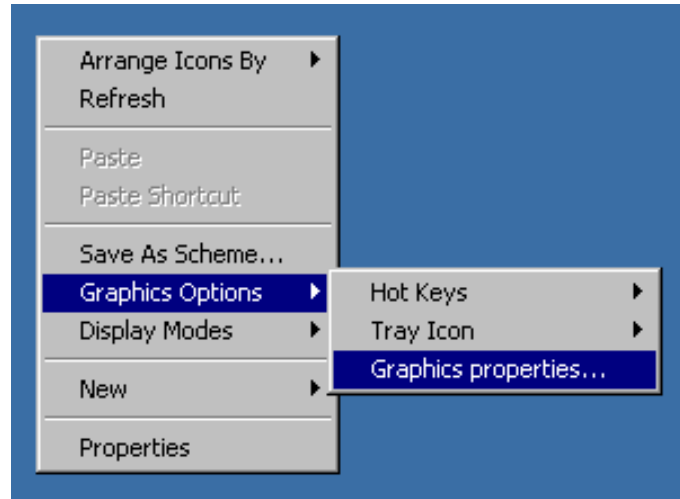 Arrange Icons By
Refresh
Paste
Paste Shortcut
Save As Scheme...
Graphics Options
Display Modes
New
Properties
Hot Keys
Tray Icon
Graphics properties...